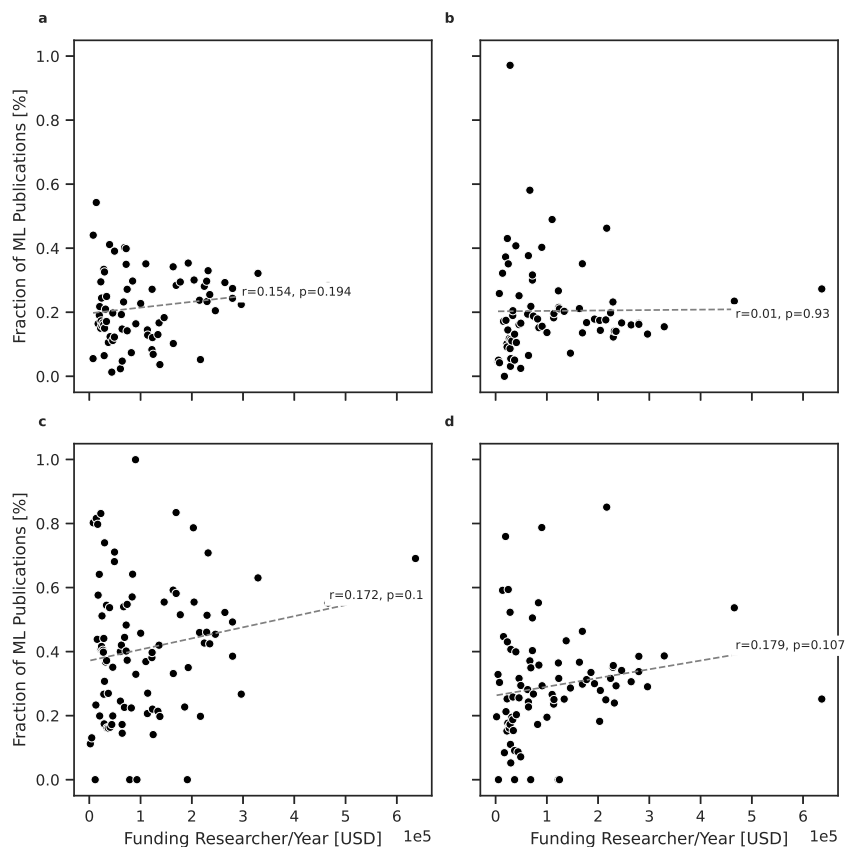 a
b
1.0
0.8
0.6
0.4
0.2
0.0
Fraction of ML Publications [%]
r=0.154, p=0.194
r=0.01, p=0.93
c
d
1.0
0.8
0.6
0.4
0.2
0.0
Fraction of ML Publications [%]
r=0.172, p=0.1
r=0.179, p=0.107
0 1 2 3 4 5 6
0 1 2 3 4 5 6
Funding Researcher/Year [USD] 1e5
Funding Researcher/Year [USD] 1e5